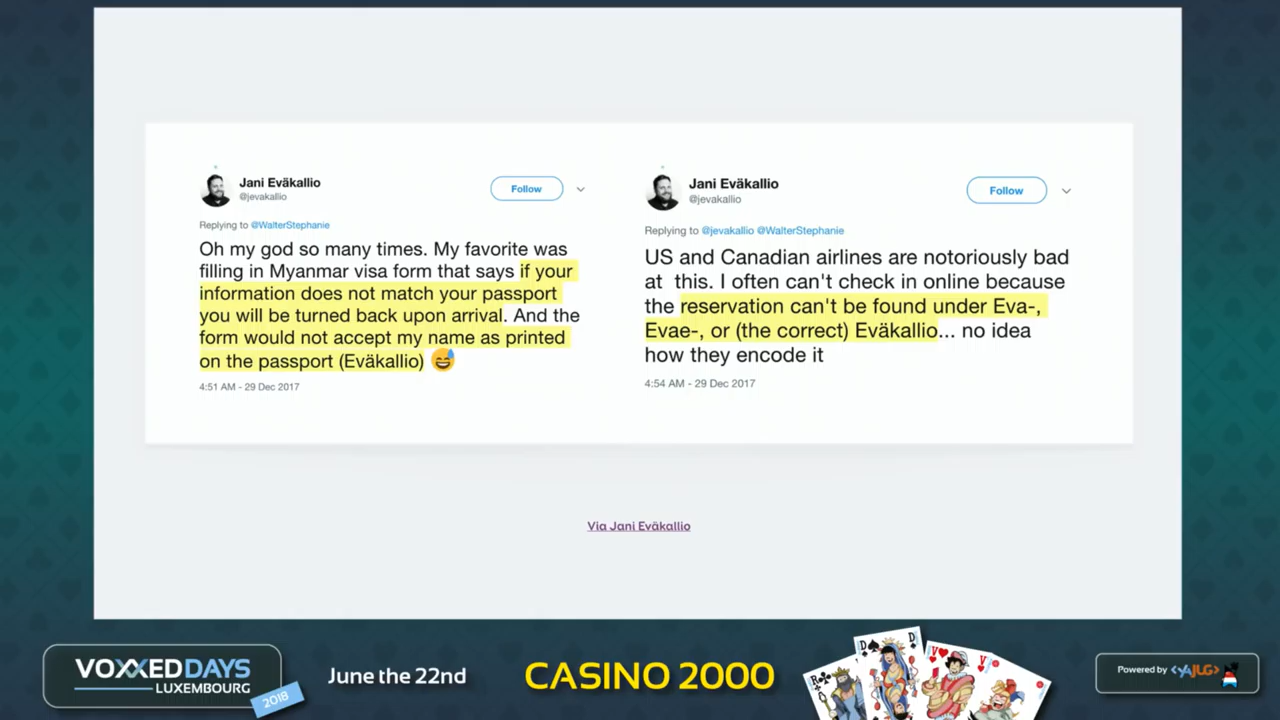 Jani Eväkallio
@jevakallio
Follow
Replying to @WalterStephanie
Oh my god so many times. My favorite was
filling in Myanmar visa form that says if your
information does not match your passport
you will be turned back upon arrival. And the
form would not accept my name as printed
on the passport (Eväkallio) 😅
4:51 AM - 29 Dec 2017
Jani Eväkallio
@jevakallio
Follow
Replying to @jevakallio @WalterStephanie
US and Canadian airlines are notoriously bad
at this. I often can't check in online because
the reservation can't be found under Eva-,
Evae-, or (the correct) Eväkallio... no idea
how they encode it
4:54 AM - 29 Dec 2017
Via Jani Eväkallio
VOXXED DAYS
LUXEMBOURG
2018
June the 22nd
CASINO 2000
R
D
D
V
V
Powered by <YAJUG>